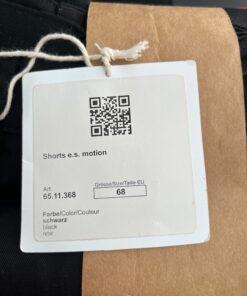 Shorts e.s. motion
Art.
65.11.368
Grösse/Size/Taille EU
68
Farbe/Color/Couleur
schwarz
black
noir